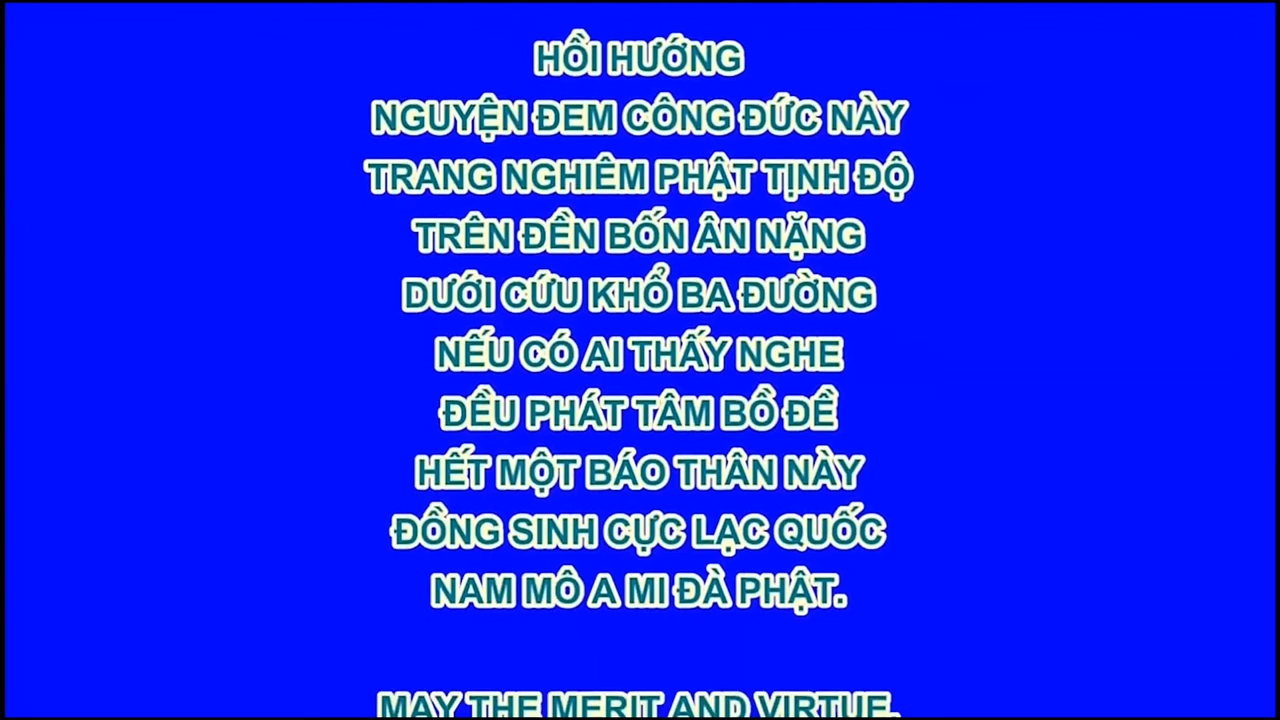 HỒI HƯỚNG
NGUYỆN ĐEM CÔNG ĐỨC NÀY
TRANG NGHIÊM PHẬT TỊNH ĐỘ
TRÊN ĐỀN BỐN ÂN NẶNG
DƯỚI CỨU KHỔ BA ĐƯỜNG
NẾU CÓ AI THẤY NGHE
ĐỀU PHÁT TÂM BỒ ĐỀ
HẾT MỘT BÁO THÂN NÀY
ĐỒNG SINH CỰC LẠC QUỐC
NAM MÔ A MI ĐÀ PHẬT.
MAY THE MERIT AND VIRTUE,